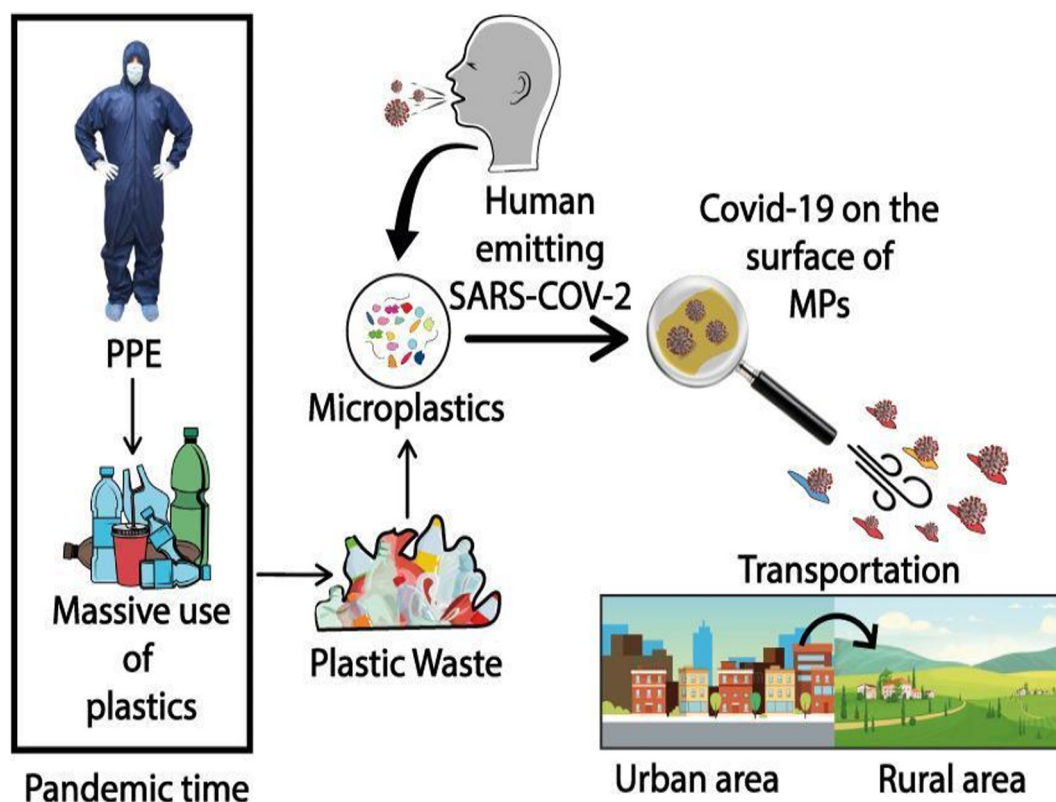 PPE
Massive use
of
plastics
Pandemic time
Human
emitting
SARS-COV-2
Microplastics
Plastic Waste
Covid-19 on the
surface of
MPs
Transportation
Urban area
Rural area